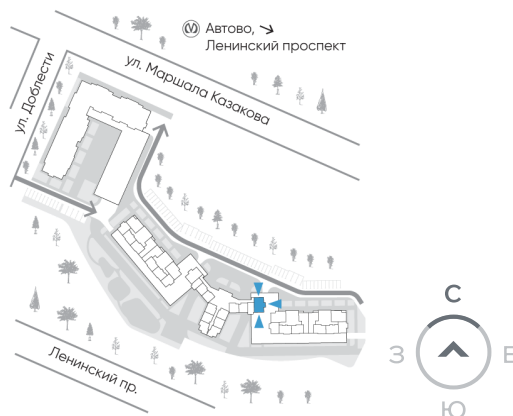 Автово, ↘
Ленинский проспект
ул. Доблести
ул. Маршала Казакова
Ленинский пр.
С
З
В
Ю